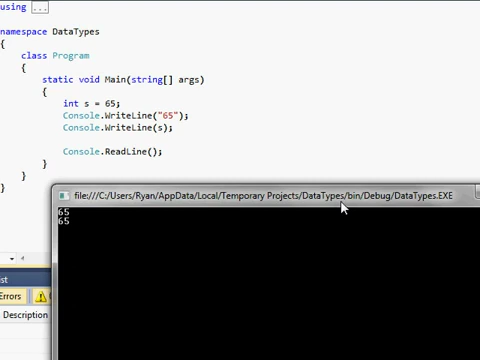 using ...
namespace DataTypes
{
class Program
{
static void Main(string[] args)
{
int s = 65;
Console.WriteLine("65");
Console.WriteLine(s);
Console.ReadLine();
}
}
}
file:///C:/Users/Ryan/AppData/Local/Temporary Projects/DataTypes/bin/Debug/DataTypes.EXE
65
65
Errors
Description